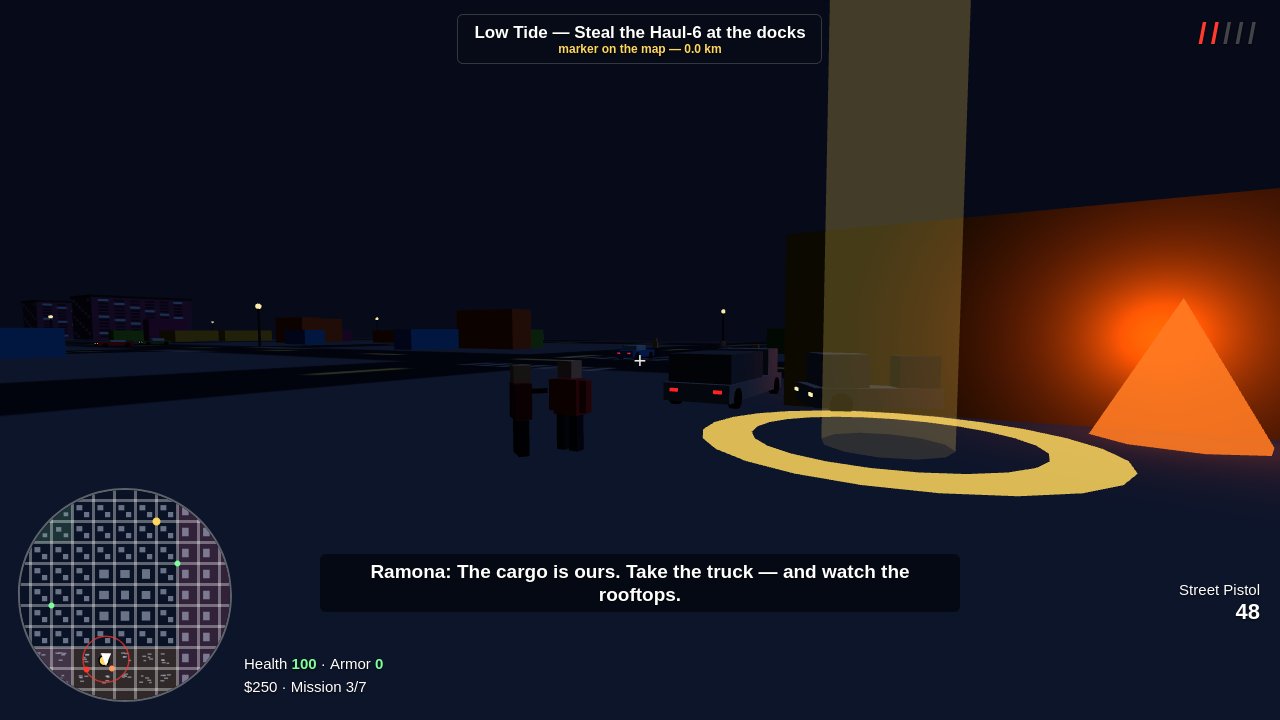 Low Tide — Steal the Haul-6 at the docks
marker on the map — 0.0 km
Ramona: The cargo is ours. Take the truck — and watch the
rooftops.
Street Pistol
48
Health 100 · Armor 0
$250 · Mission 3/7